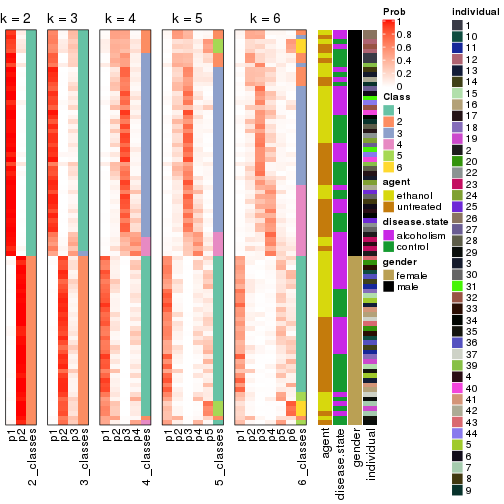 k = 2
k = 3
k = 4
k = 5
k = 6
p1
p2
2_classes
p1
p2
p3
3_classes
p1
p2
p3
p4
4_classes
p1
p2
p3
p4
p5
5_classes
p1
p2
p3
p4
p5
p6
6_classes
agent
disease.state
gender
individual
Prob
1
0.8
0.6
0.4
0.2
0
Class
1
2
3
4
5
6
agent
ethanol
untreated
disease.state
alcoholism
control
gender
female
male
individual
1
10
11
12
13
14
15
16
17
18
19
2
20
22
23
24
25
26
27
28
29
3
30
31
32
33
34
35
36
37
39
4
40
41
42
43
44
5
6
7
8
9